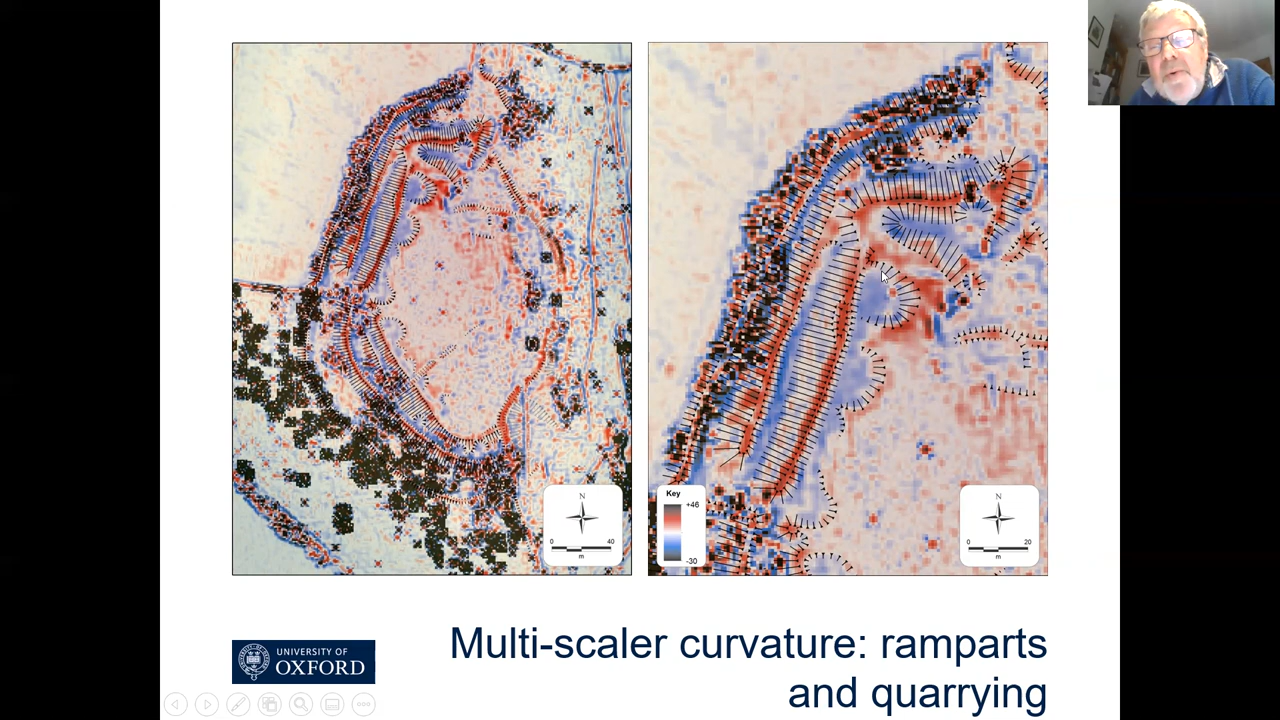 N
0 40
m
Key
+46
-30
N
0 20
m
UNIVERSITY OF
OXFORD
Multi-scaler curvature: ramparts
and quarrying